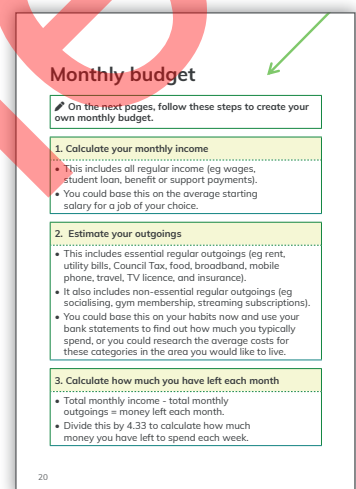 Monthly budget
On the next pages, follow these steps to create your
own monthly budget.
1. Calculate your monthly income
• This includes all regular income (eg wages,
student loan, benefit or support payments).
• You could base this on the average starting
salary for a job of your choice.
2. Estimate your outgoings
• This includes essential regular outgoings (eg rent,
utility bills, Council Tax, food, broadband, mobile
phone, travel, TV licence, and insurance).
• It also includes non-essential regular outgoings (eg
socialising, gym membership, streaming subscriptions).
• You could base this on your habits now and use your
bank statements to find out how much you typically
spend, or you could research the average costs for
these categories in the area you would like to live.
3. Calculate how much you have left each month
• Total monthly income - total monthly
outgoings = money left each month.
• Divide this by 4.33 to calculate how much
money you have left to spend each week.
20